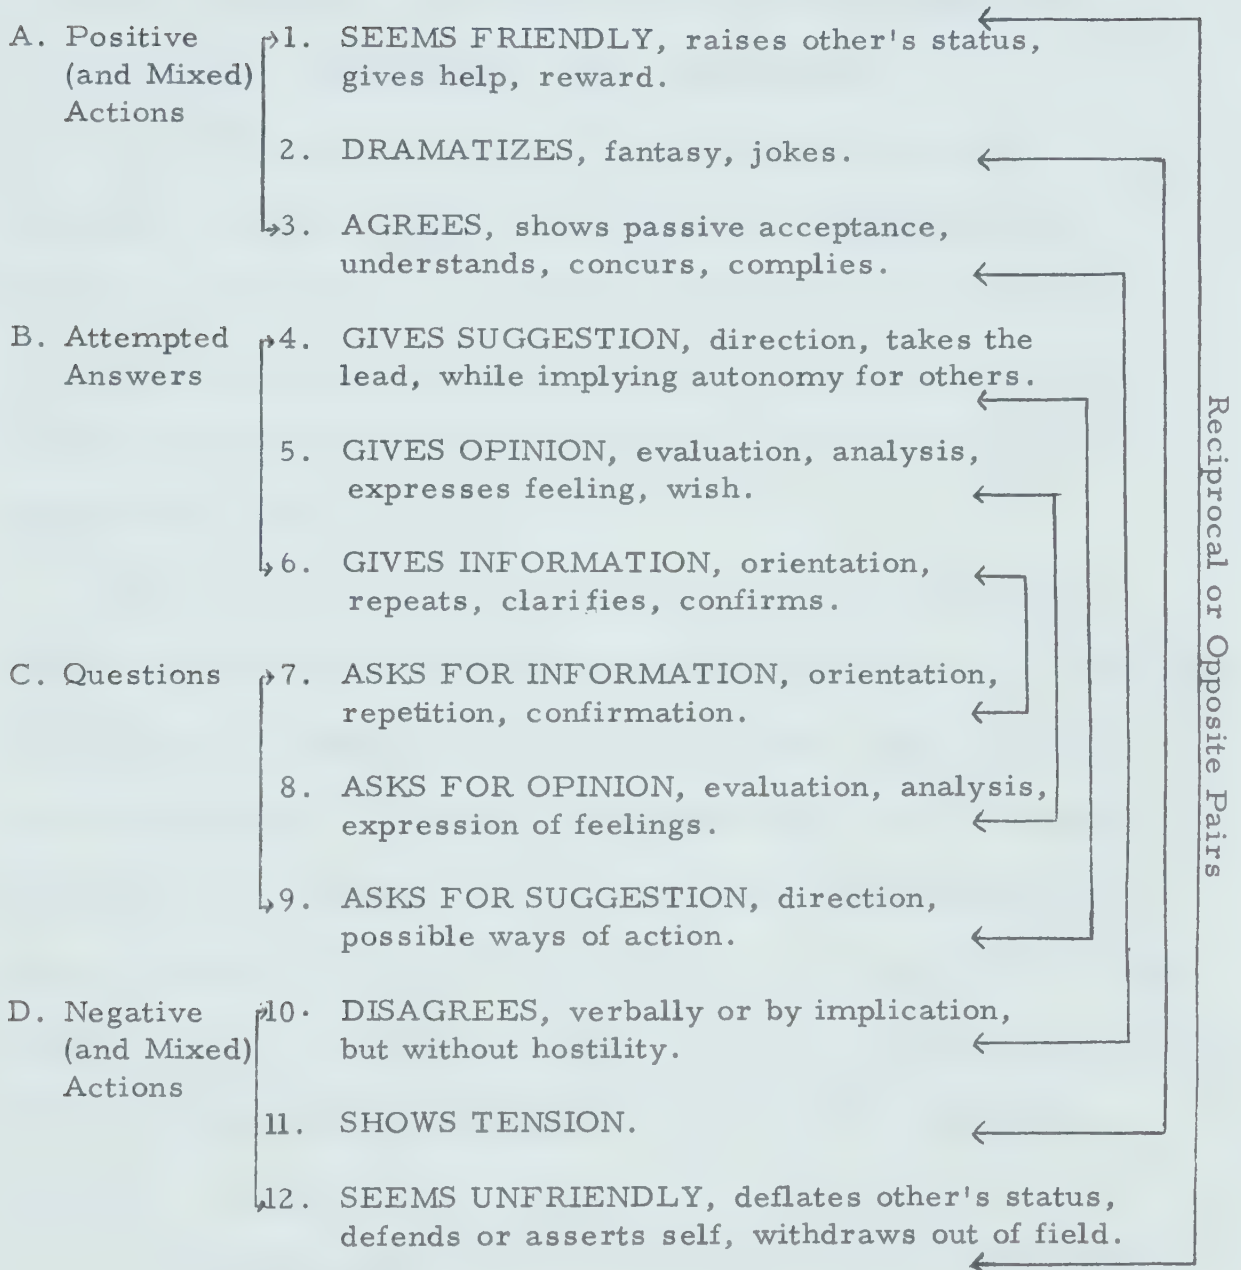 A. Positive
(and Mixed)
Actions
1. SEEMS FRIENDLY, raises other's status,
gives help, reward.
2. DRAMATIZES, fantasy, jokes.
3. AGREES, shows passive acceptance,
understands, concurs, complies.
B. Attempted
Answers
4. GIVES SUGGESTION, direction, takes the
lead, while implying autonomy for others.
5. GIVES OPINION, evaluation, analysis,
expresses feeling, wish.
6. GIVES INFORMATION, orientation,
repeats, clarifies, confirms.
C. Questions
7. ASKS FOR INFORMATION, orientation,
repetition, confirmation.
8. ASKS FOR OPINION, evaluation, analysis,
expression of feelings.
9. ASKS FOR SUGGESTION, direction,
possible ways of action.
D. Negative
(and Mixed)
Actions
10. DISAGREES, verbally or by implication,
but without hostility.
11. SHOWS TENSION.
12. SEEMS UNFRIENDLY, deflates other's status,
defends or asserts self, withdraws out of field.
Reciprocal or Opposite Pairs